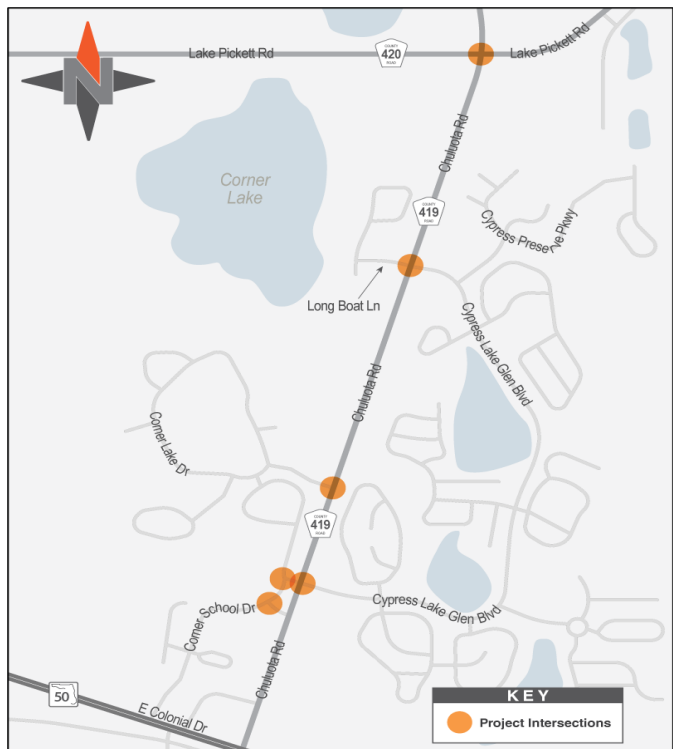 Lake Pickett Rd
COUNTY
420
ROAD
Lake Pickett Rd
N
Chuluota Rd
Corner
Lake
COUNTY
419
ROAD
Cypress Preserve Pkwy
Long Boat Ln
Cypress Lake Glen Blvd
Chuluota Rd
Corner Lake Dr
COUNTY
419
ROAD
Corner School Dr
Cypress Lake Glen Blvd
Chuluota Rd
50
E Colonial Dr
KEY
Project Intersections